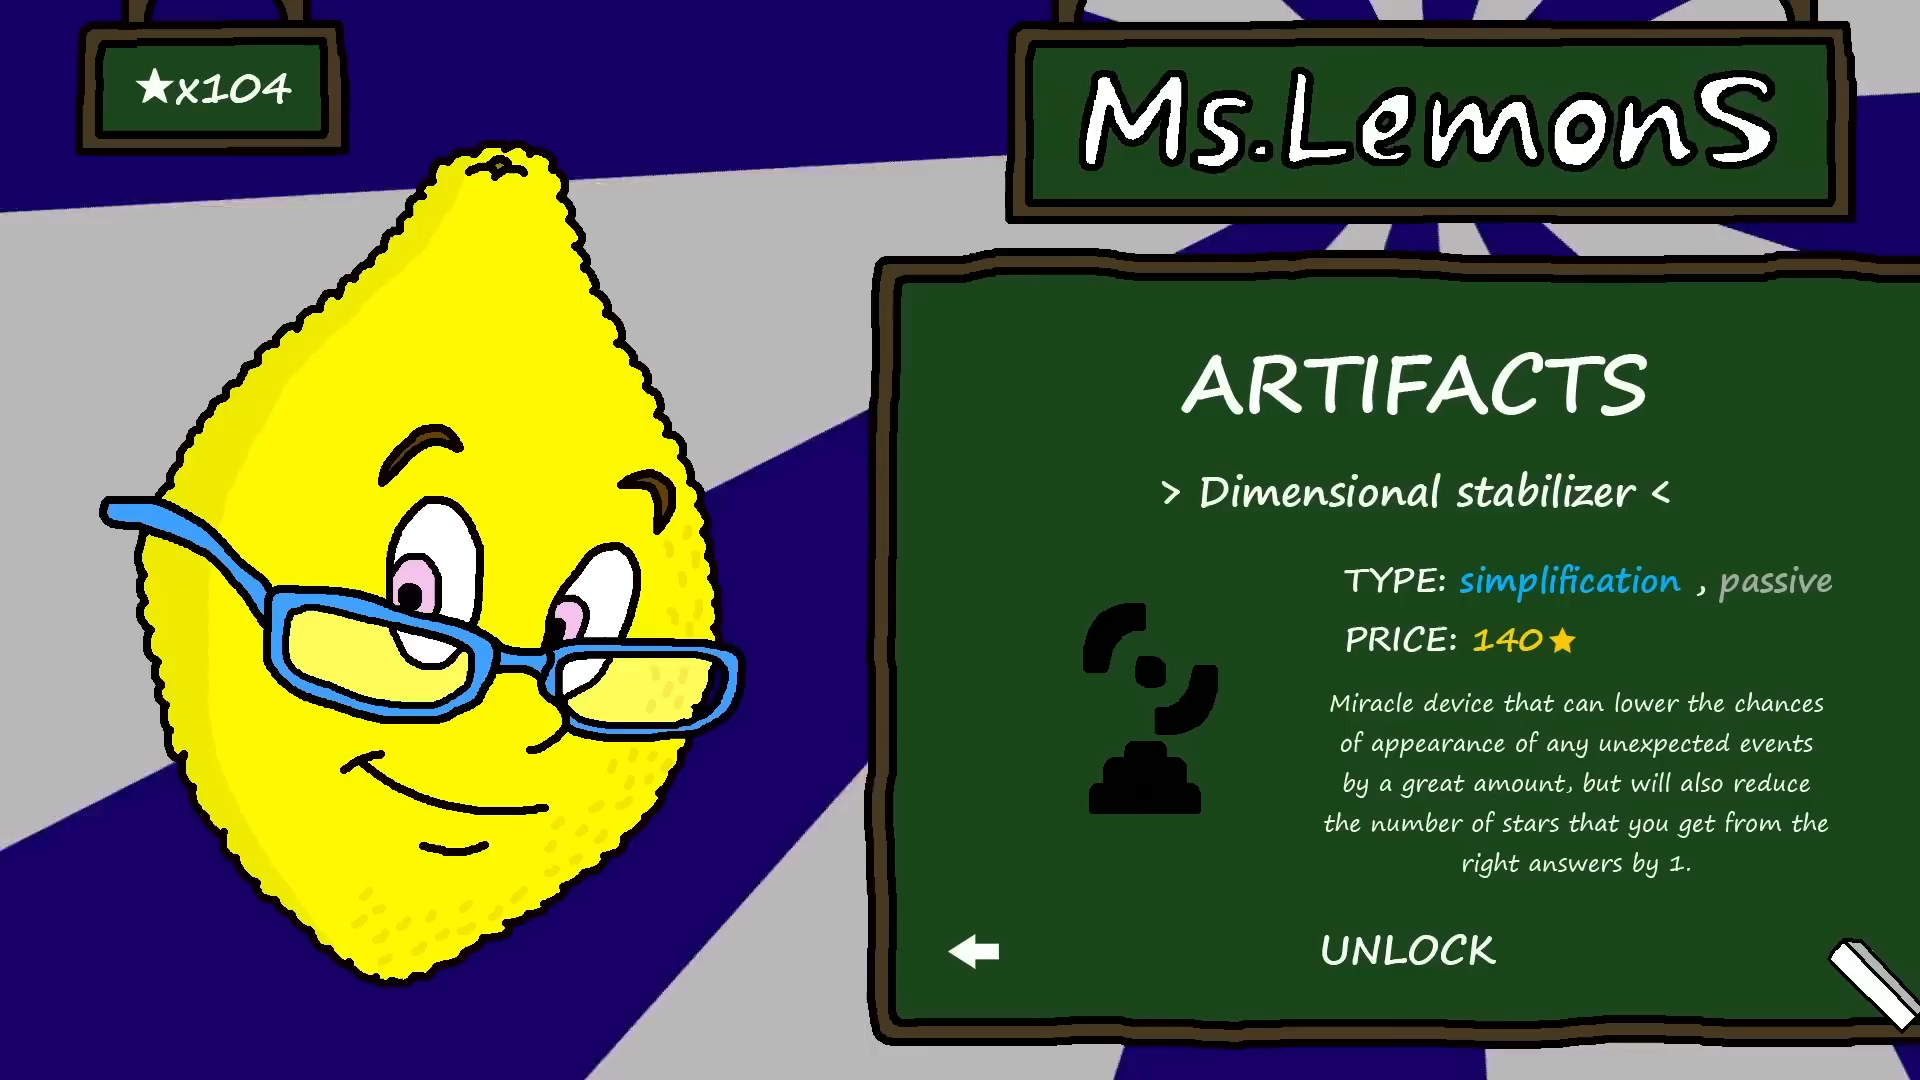 ★x104
Ms.LemonS
ARTIFACTS
> Dimensional stabilizer <
TYPE: simplification , passive
PRICE: 140★
Miracle device that can lower the chances
of appearance of any unexpected events
by a great amount, but will also reduce
the number of stars that you get from the
right answers by 1.
UNLOCK